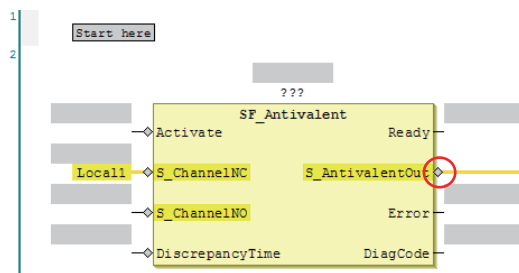 1
Start here
2
???
SF_Antivalent
Activate Ready
Local1 S_ChannelNC S_AntivalentOut
S_ChannelNO Error
DiscrepancyTime DiagCode